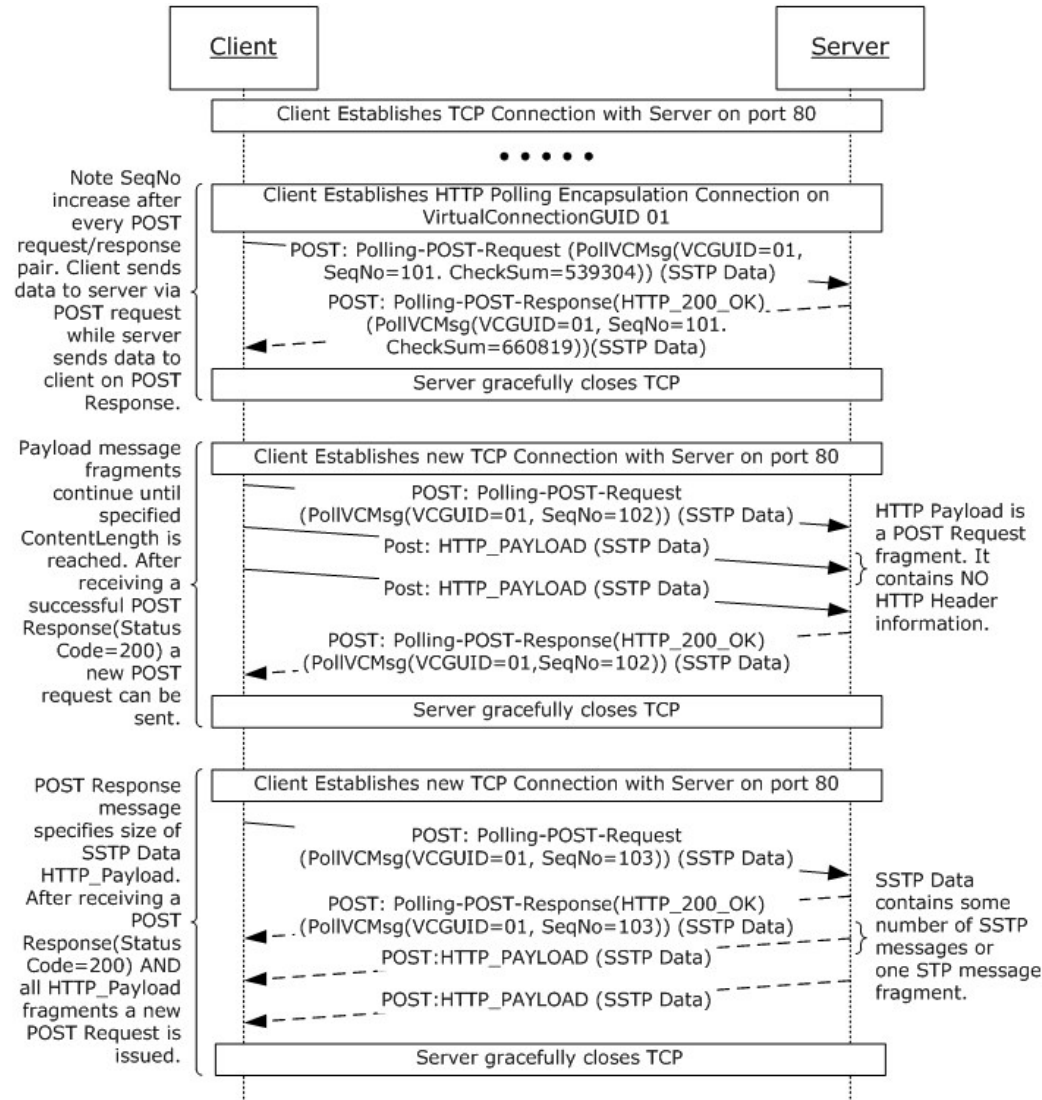 Client
Server
Client Establishes TCP Connection with Server on port 80
Note SeqNo
increase after
every POST
request/response
pair. Client sends
data to server via
POST request
while server
sends data to
client on POST
Response.
Client Establishes HTTP Polling Encapsulation Connection on
VirtualConnectionGUID 01
POST: Polling-POST-Request (PollVCMsg(VCGUID=01,
SeqNo=101. CheckSum=539304)) (SSTP Data)
POST: Polling-POST-Response(HTTP_200_OK)
(PollVCMsg(VCGUID=01, SeqNo=101.
CheckSum=660819))(SSTP Data)
Server gracefully closes TCP
Payload message
fragments
continue until
specified
ContentLength is
reached. After
receiving a
successful POST
Response(Status
Code=200) a
new POST
request can be
sent.
Client Establishes new TCP Connection with Server on port 80
POST: Polling-POST-Request
(PollVCMsg(VCGUID=01, SeqNo=102)) (SSTP Data)
Post: HTTP_PAYLOAD (SSTP Data)
Post: HTTP_PAYLOAD (SSTP Data)
HTTP Payload is
a POST Request
fragment. It
contains NO
HTTP Header
information.
POST: Polling-POST-Response(HTTP_200_OK)
(PollVCMsg(VCGUID=01,SeqNo=102)) (SSTP Data)
Server gracefully closes TCP
POST Response
message
specifies size of
SSTP Data
HTTP_Payload.
After receiving a
POST
Response(Status
Code=200) AND
all HTTP_Payload
fragments a new
POST Request is
issued.
Client Establishes new TCP Connection with Server on port 80
POST: Polling-POST-Request
(PollVCMsg(VCGUID=01, SeqNo=103)) (SSTP Data)
POST: Polling-POST-Response(HTTP_200_OK)
(PollVCMsg(VCGUID=01, SeqNo=103)) (SSTP Data)
POST:HTTP_PAYLOAD (SSTP Data)
POST:HTTP_PAYLOAD (SSTP Data)
SSTP Data
contains some
number of SSTP
messages or
one STP message
fragment.
Server gracefully closes TCP